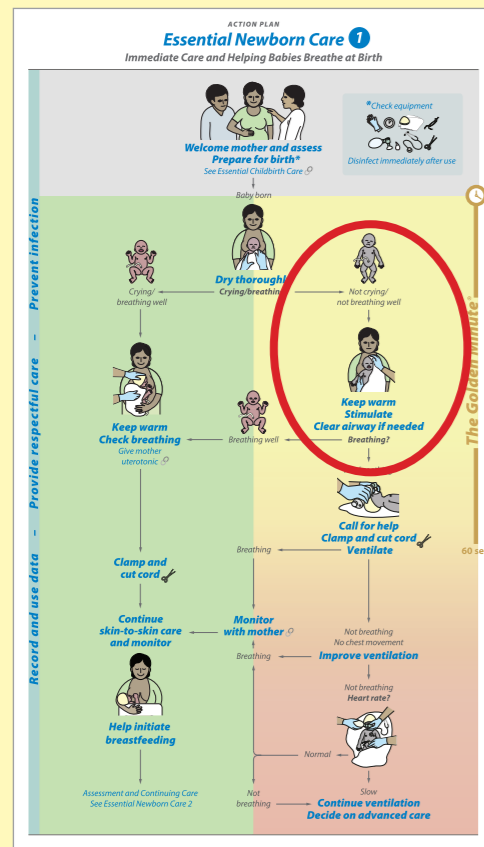 ACTION PLAN
Essential Newborn Care 1
Immediate Care and Helping Babies Breathe at Birth
*Check equipment
Disinfect immediately after use
Welcome mother and assess
Prepare for birth*
See Essential Childbirth Care
Baby born
Prevent infection – Provide respectful care – Record and use data
The Golden Minute®
60 se
Dry thoroughly
Crying/breathing
Crying/
breathing well
Not crying/
not breathing well
Keep warm
Check breathing
Give mother
uterotonic
Keep warm
Stimulate
Clear airway if needed
Breathing well
Breathing?
Call for help
Clamp and cut cord
Ventilate
Breathing
Clamp and
cut cord
Continue
skin-to-skin care
and monitor
Monitor
with mother
Not breathing
No chest movement
Breathing
Improve ventilation
Not breathing
Heart rate?
Help initiate
breastfeeding
Normal
Slow
Assessment and Continuing Care
See Essential Newborn Care 2
Not
breathing
Continue ventilation
Decide on advanced care